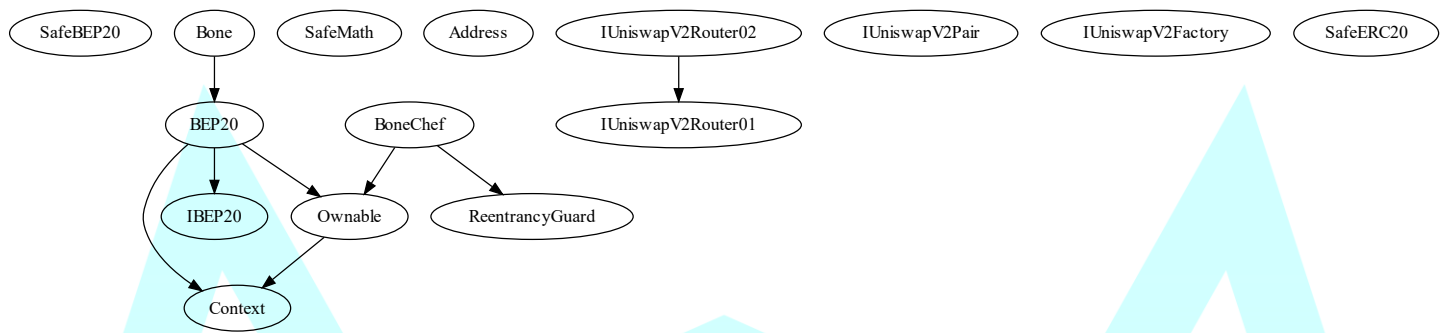 SafeBEP20
Bone
SafeMath
Address
IUniswapV2Router02
IUniswapV2Pair
IUniswapV2Factory
SafeERC20
BEP20
BoneChef
IUniswapV2Router01
IBEP20
Ownable
ReentrancyGuard
Context